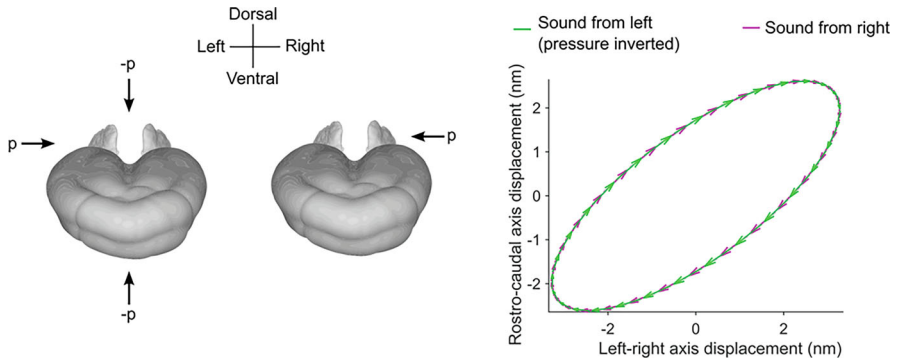 Dorsal
Left Right
Ventral
-p
p
-p
p
Sound from left
(pressure inverted)
Sound from right
Rostro-caudal axis displacement (nm)
2
1
0
-1
-2
-2 0 2
Left-right axis displacement (nm)